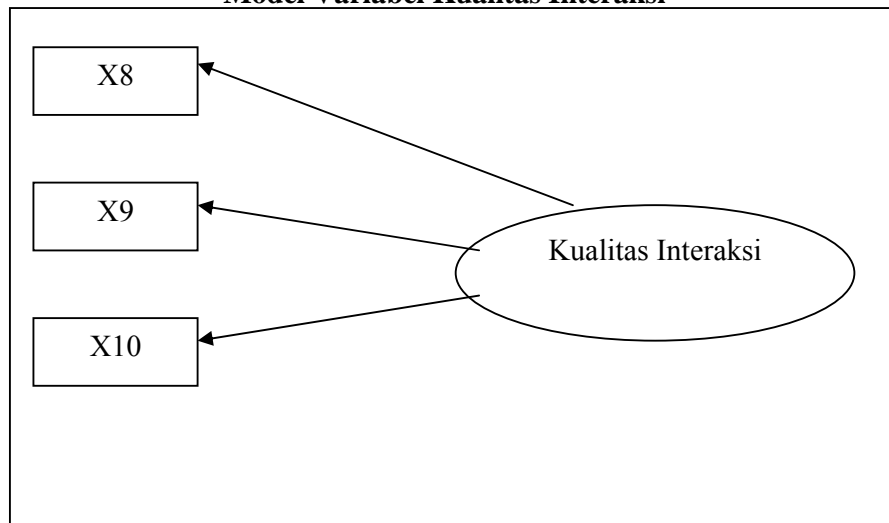 Model Variabel Kualitas Interaksi
X8
X9
Kualitas Interaksi
X10